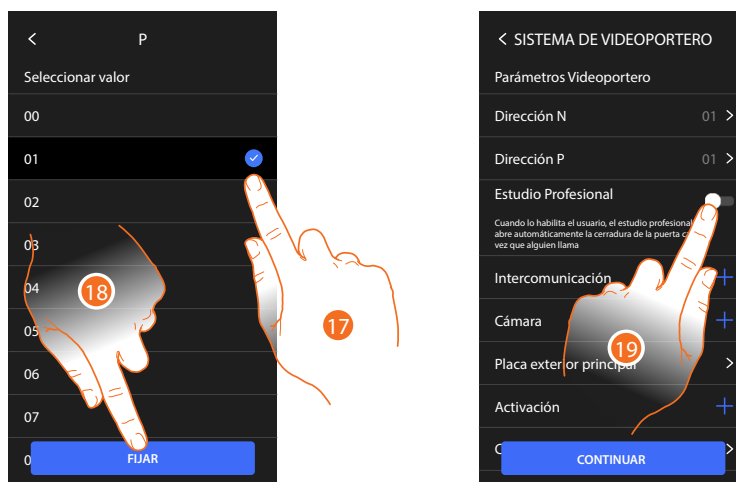 P
Seleccionar valor
00
01
02
03
04
05
06
07
0
FIJAR
18
17
SISTEMA DE VIDEOPORTERO
Parámetros Videoportero
Dirección N 01
Dirección P 01
Estudio Profesional
Cuando lo habilita el usuario, el estudio profesional
abre automáticamente la cerradura de la puerta
vez que alguien llama
Intercomunicación
Cámara
Placa exterior principal
Activación
CONTINUAR
19